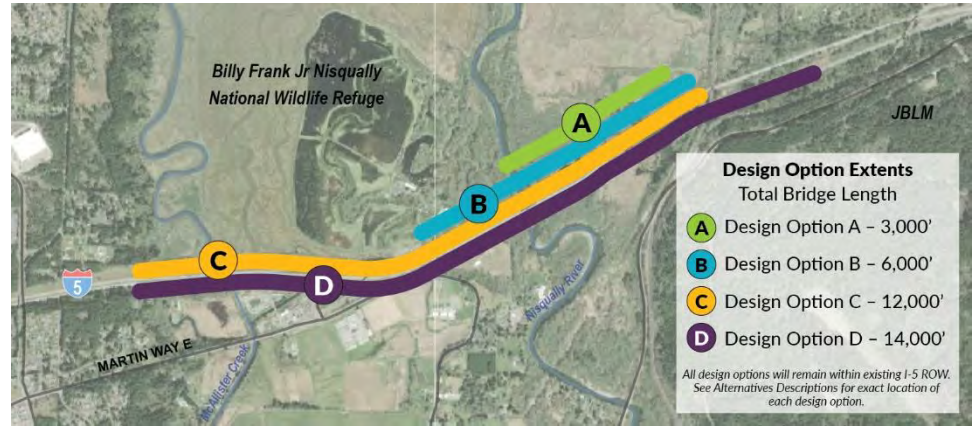 Billy Frank Jr Nisqually
National Wildlife Refuge
A
JBLM
B
C
D
5
MARTIN WAY E
McAllister Creek
Nisqually River
Design Option Extents
Total Bridge Length
A Design Option A – 3,000'
B Design Option B – 6,000'
C Design Option C – 12,000'
D Design Option D – 14,000'
All design options will remain within existing I-5 ROW.
See Alternatives Descriptions for exact location of
each design option.